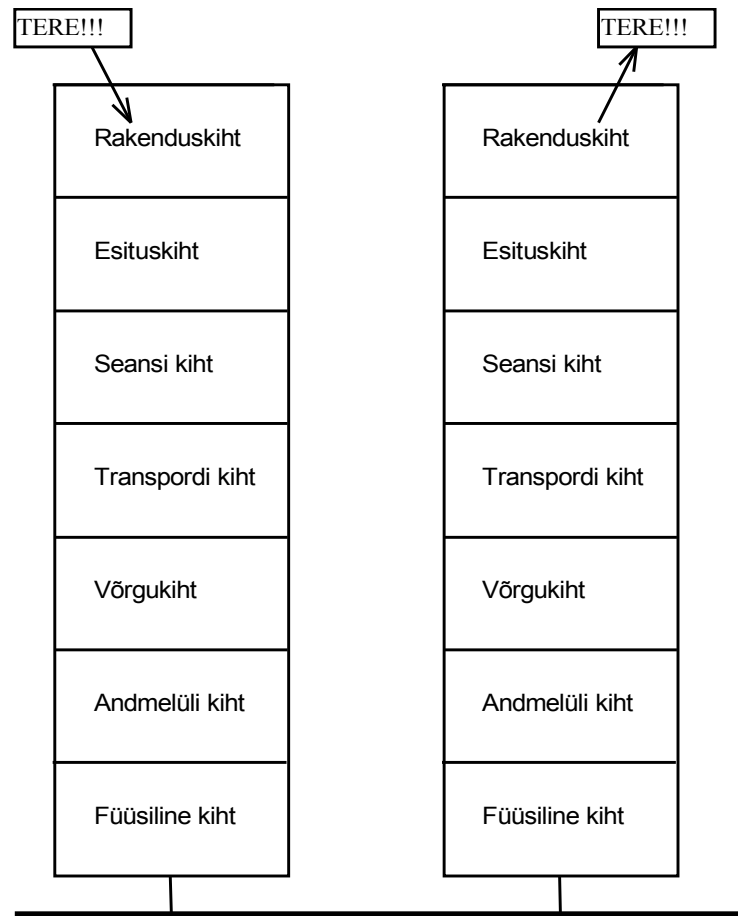 TERE!!!
TERE!!!
Rakenduskiht
Rakenduskiht
Esituskiht
Esituskiht
Seansi kiht
Seansi kiht
Transpordi kiht
Transpordi kiht
Võrgukiht
Võrgukiht
Andmelüli kiht
Andmelüli kiht
Füüsiline kiht
Füüsiline kiht